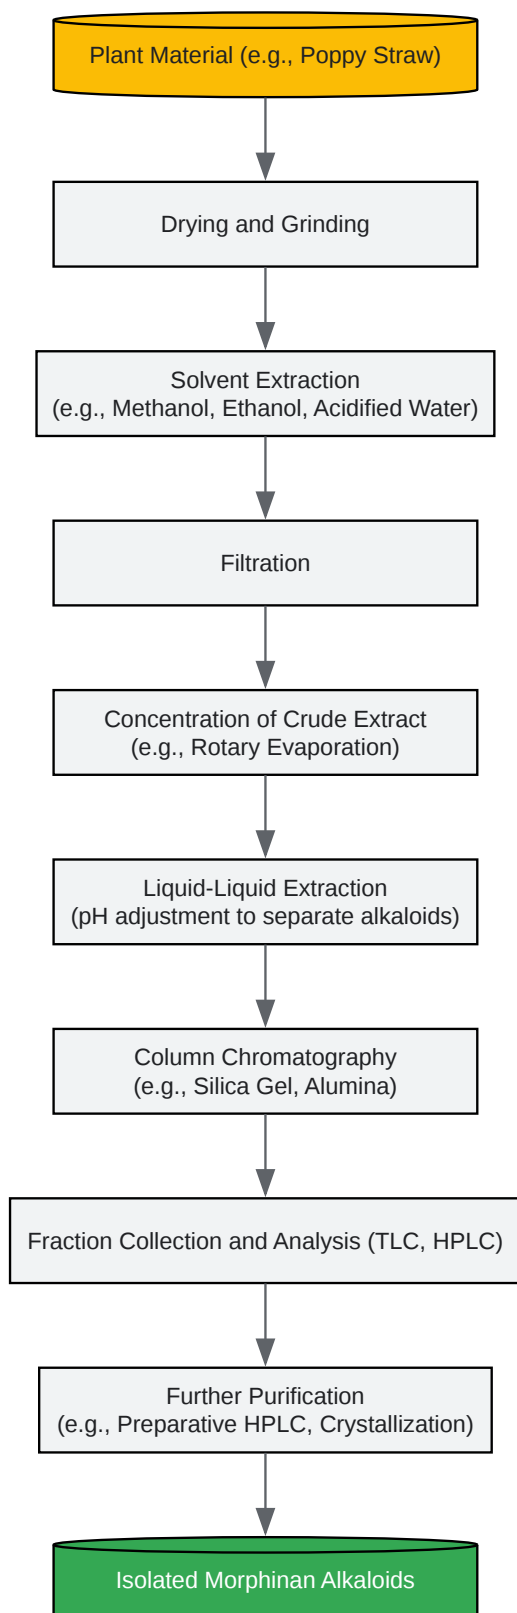 Plant Material (e.g., Poppy Straw)
Drying and Grinding
Solvent Extraction
(e.g., Methanol, Ethanol, Acidified Water)
Filtration
Concentration of Crude Extract
(e.g., Rotary Evaporation)
Liquid-Liquid Extraction
(pH adjustment to separate alkaloids)
Column Chromatography
(e.g., Silica Gel, Alumina)
Fraction Collection and Analysis (TLC, HPLC)
Further Purification
(e.g., Preparative HPLC, Crystallization)
Isolated Morphinan Alkaloids